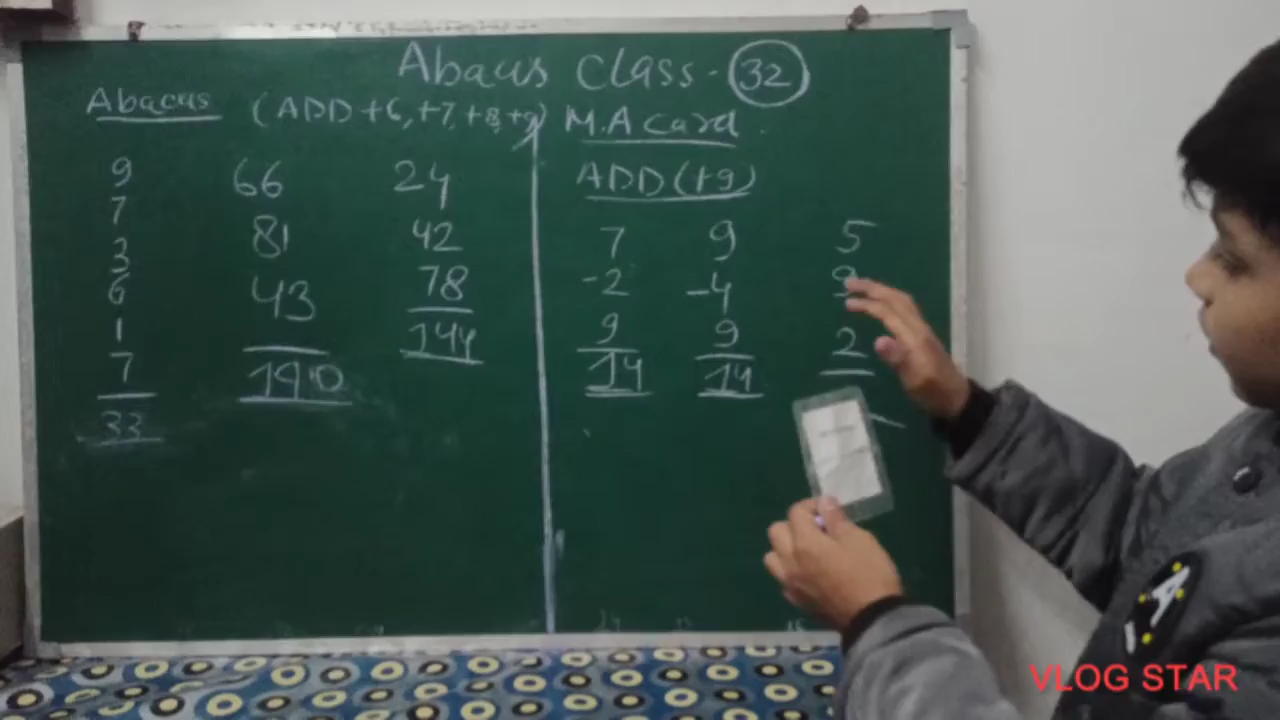 Abacus Class - 32
Abacus (ADD +6, +7, +8, +9) M.A Card
9 66 24
7 81 42
3 43 78
6 190 144
1
7
33
ADD (+9)
7 9 5
-2 -4 9
9 9 2
14 14
A
VLOG STAR